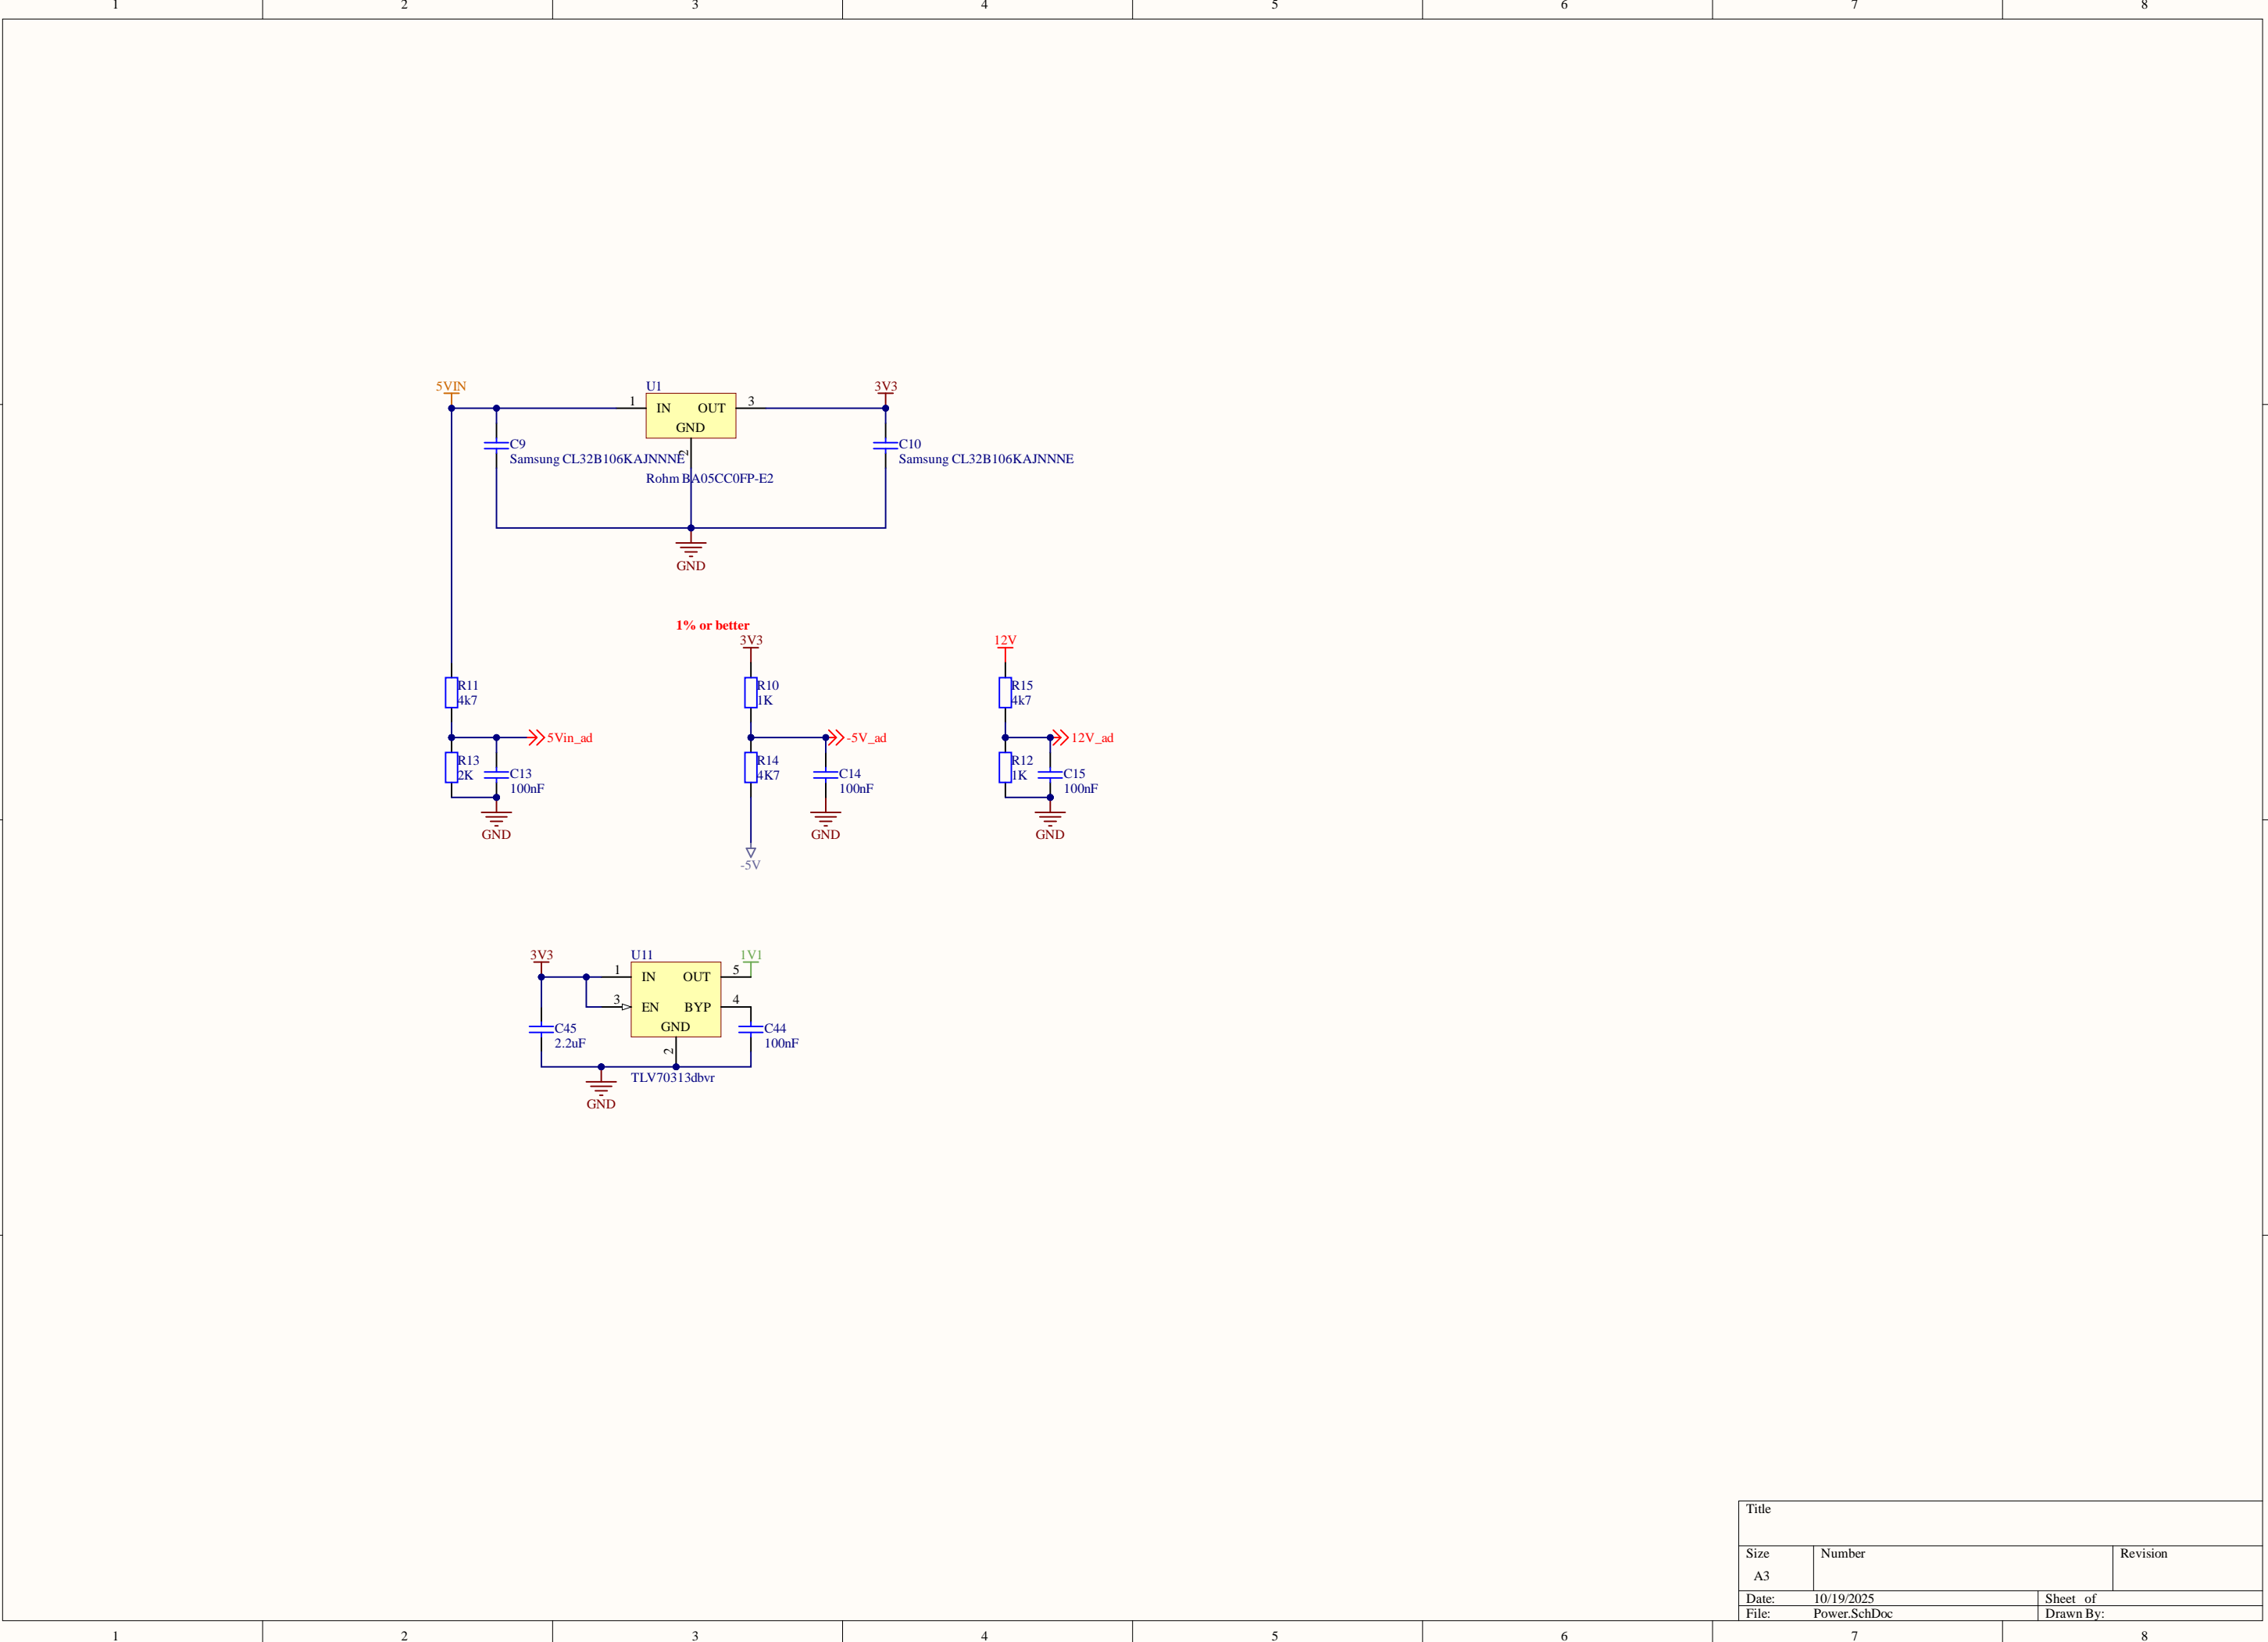 1 2 3 4 5 6 7 8
5VIN
U1
3V3
1 IN OUT 3
GND
2
C9
Samsung CL32B106KAJNNNE
C10
Samsung CL32B106KAJNNNE
Rohm BA05CC0FP-E2
GND
1% or better
3V3
12V
R11
4k7
R10
1K
R15
4k7
5Vin_ad
-5V_ad
12V_ad
R13
2K
C13
100nF
R14
4K7
C14
100nF
R12
1K
C15
100nF
GND
GND
GND
-5V
3V3
U11
1V1
1 IN OUT 5
3 EN BYP 4
GND
2
C45
2.2uF
C44
100nF
TLV70313dbvr
GND
Title
Size
A3
Number
Revision
Date: 10/19/2025 Sheet of
File: Power.SchDoc Drawn By:
1 2 3 4 5 6 7 8